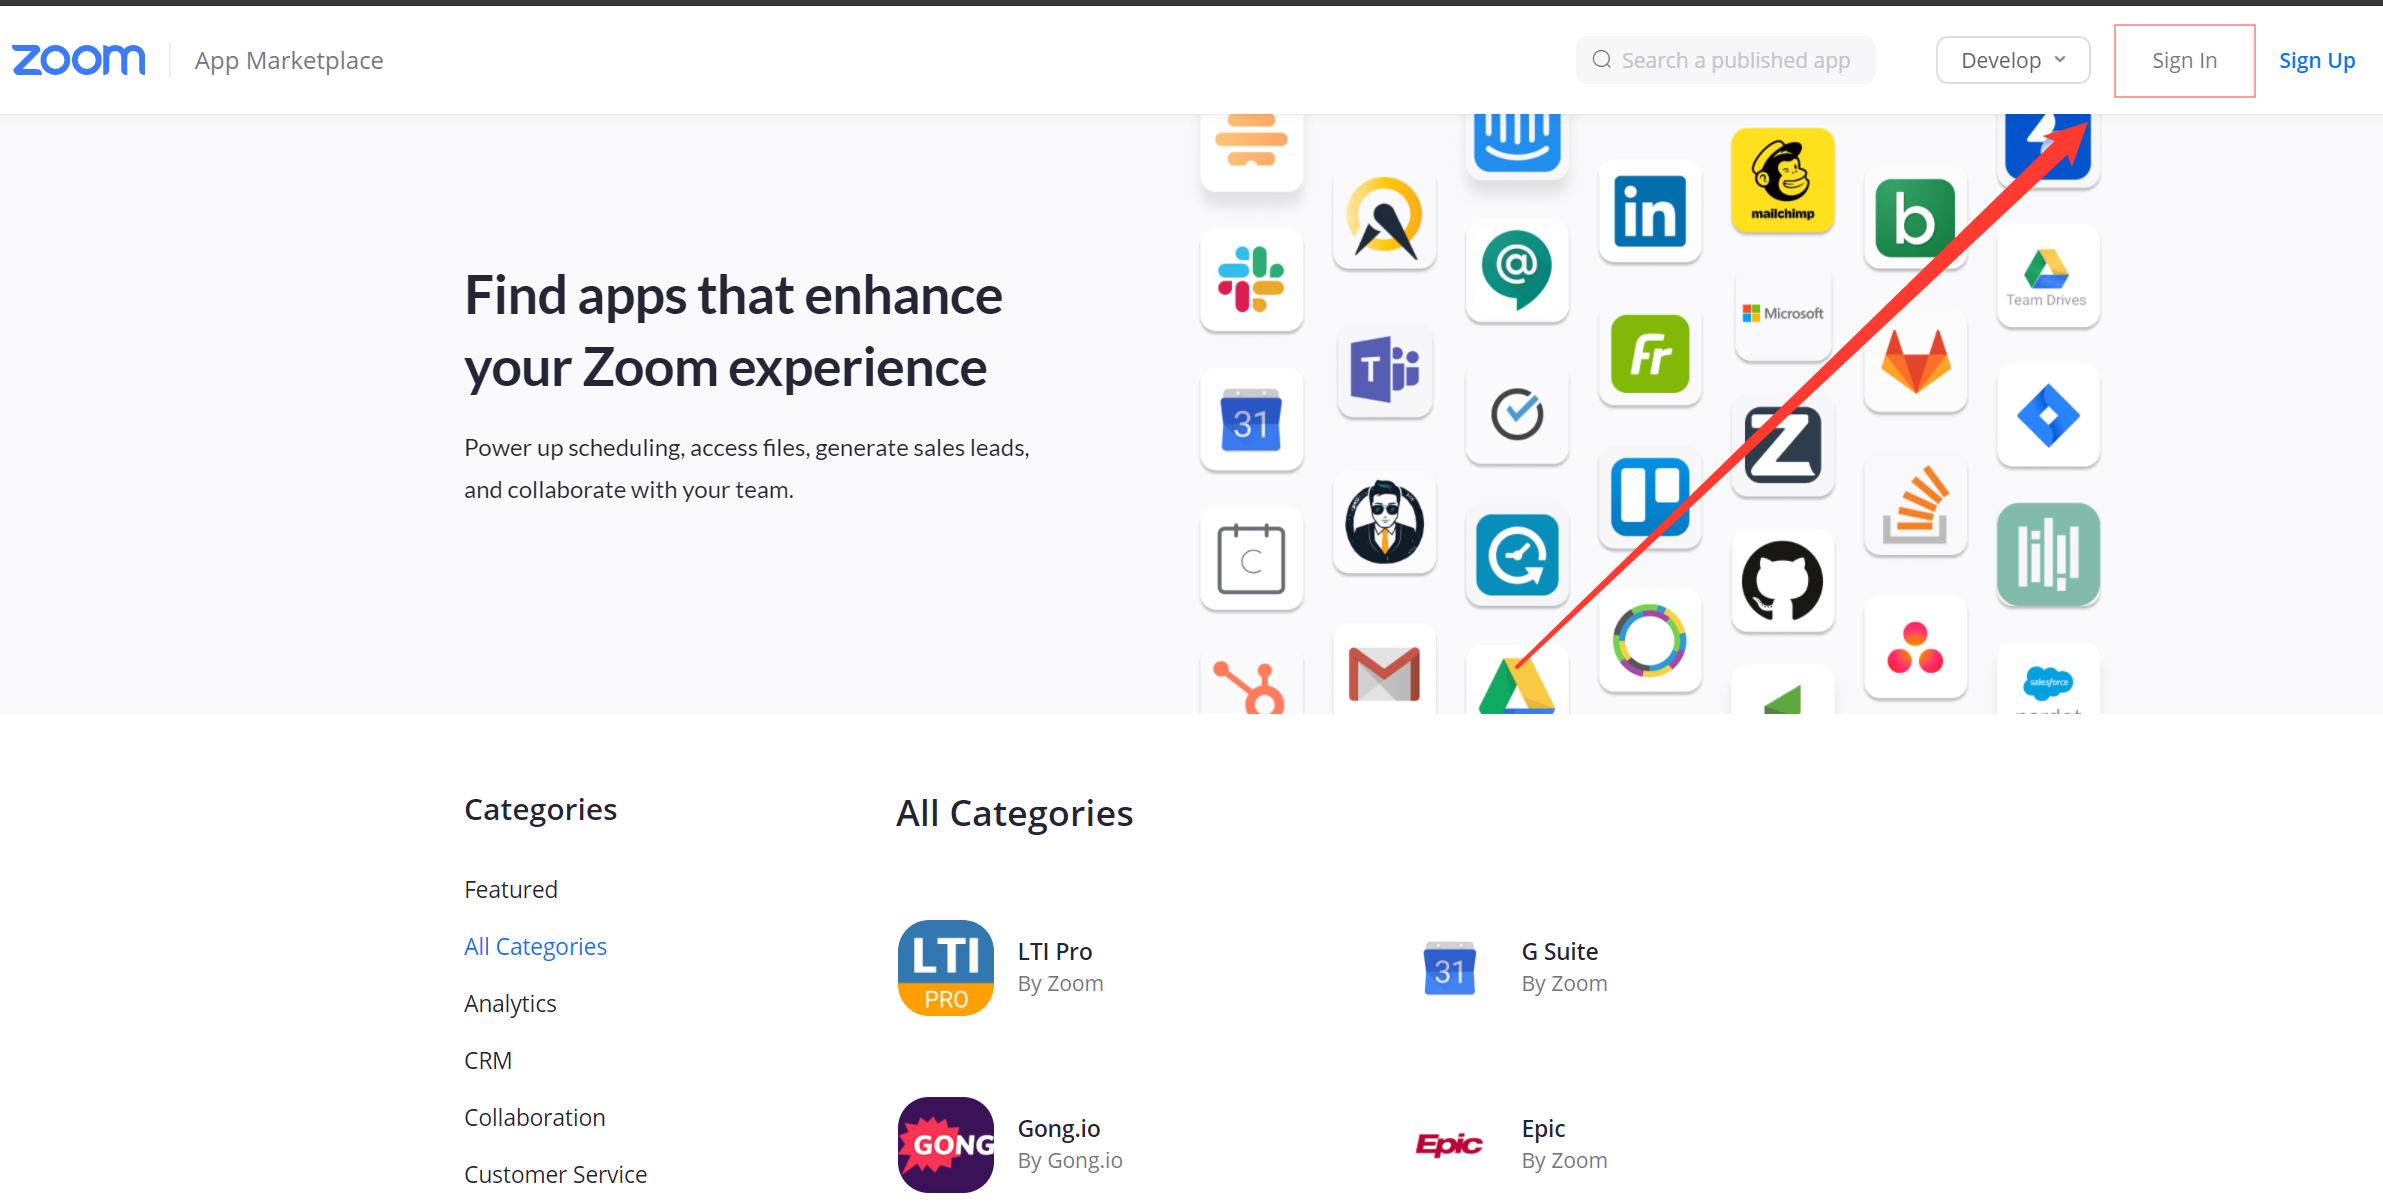 zoom
App Marketplace
Search a published app
Develop
Sign In
Sign Up
Find apps that enhance
your Zoom experience
Power up scheduling, access files, generate sales leads,
and collaborate with your team.
in
mailchimp
b
@
Team Drives
Microsoft
T
Fr
31
Z
C
salesforce
Categories
Featured
All Categories
Analytics
CRM
Collaboration
Customer Service
All Categories
LTI
PRO
LTI Pro
By Zoom
31
G Suite
By Zoom
GONG
Gong.io
By Gong.io
Epic
Epic
By Zoom